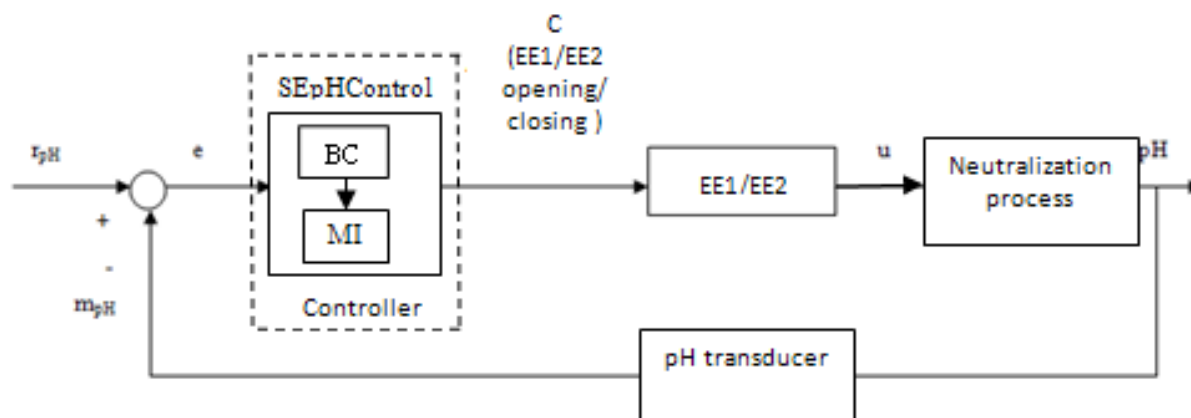 C
(EE1/EE2
opening/
closing )
SEpHControl
BC
MI
Controller
r_pH
e
+
-
m_pH
EE1/EE2
u
Neutralization
process
pH
pH transducer